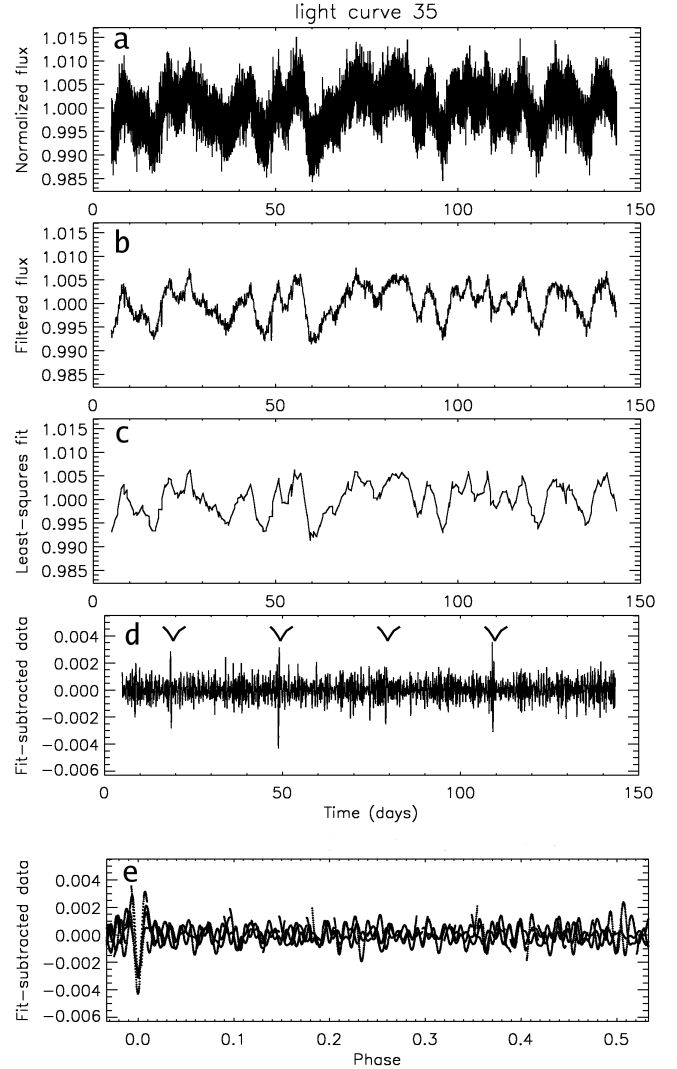 light curve 35
a
Normalized flux
1.015
1.010
1.005
1.000
0.995
0.990
0.985
0 50 100 150
b
Filtered flux
1.015
1.010
1.005
1.000
0.995
0.990
0.985
0 50 100 150
c
Least−squares fit
1.015
1.010
1.005
1.000
0.995
0.990
0.985
0 50 100 150
d
Fit−subtracted data
0.004
0.002
0.000
−0.002
−0.004
−0.006
0 50 100 150
Time (days)
e
Fit−subtracted data
0.004
0.002
0.000
−0.002
−0.004
−0.006
0.0 0.1 0.2 0.3 0.4 0.5
Phase